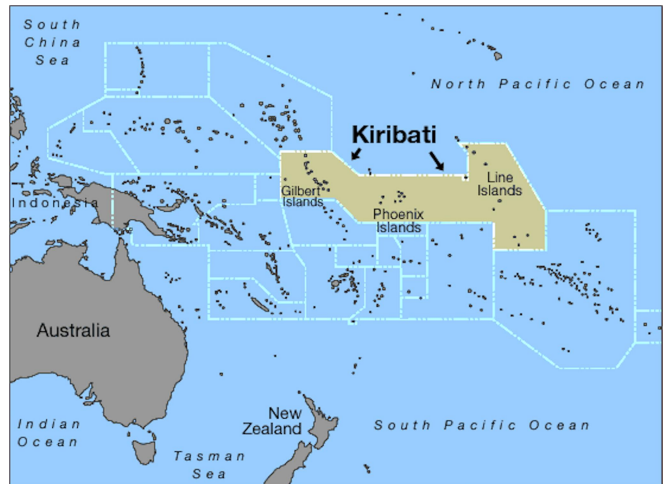 South
China
Sea
North Pacific Ocean
Kiribati
Gilbert
Islands
Line
Islands
Phoenix
Islands
Indonesia
Australia
New
Zealand
Indian
Ocean
South Pacific Ocean
Tasman
Sea